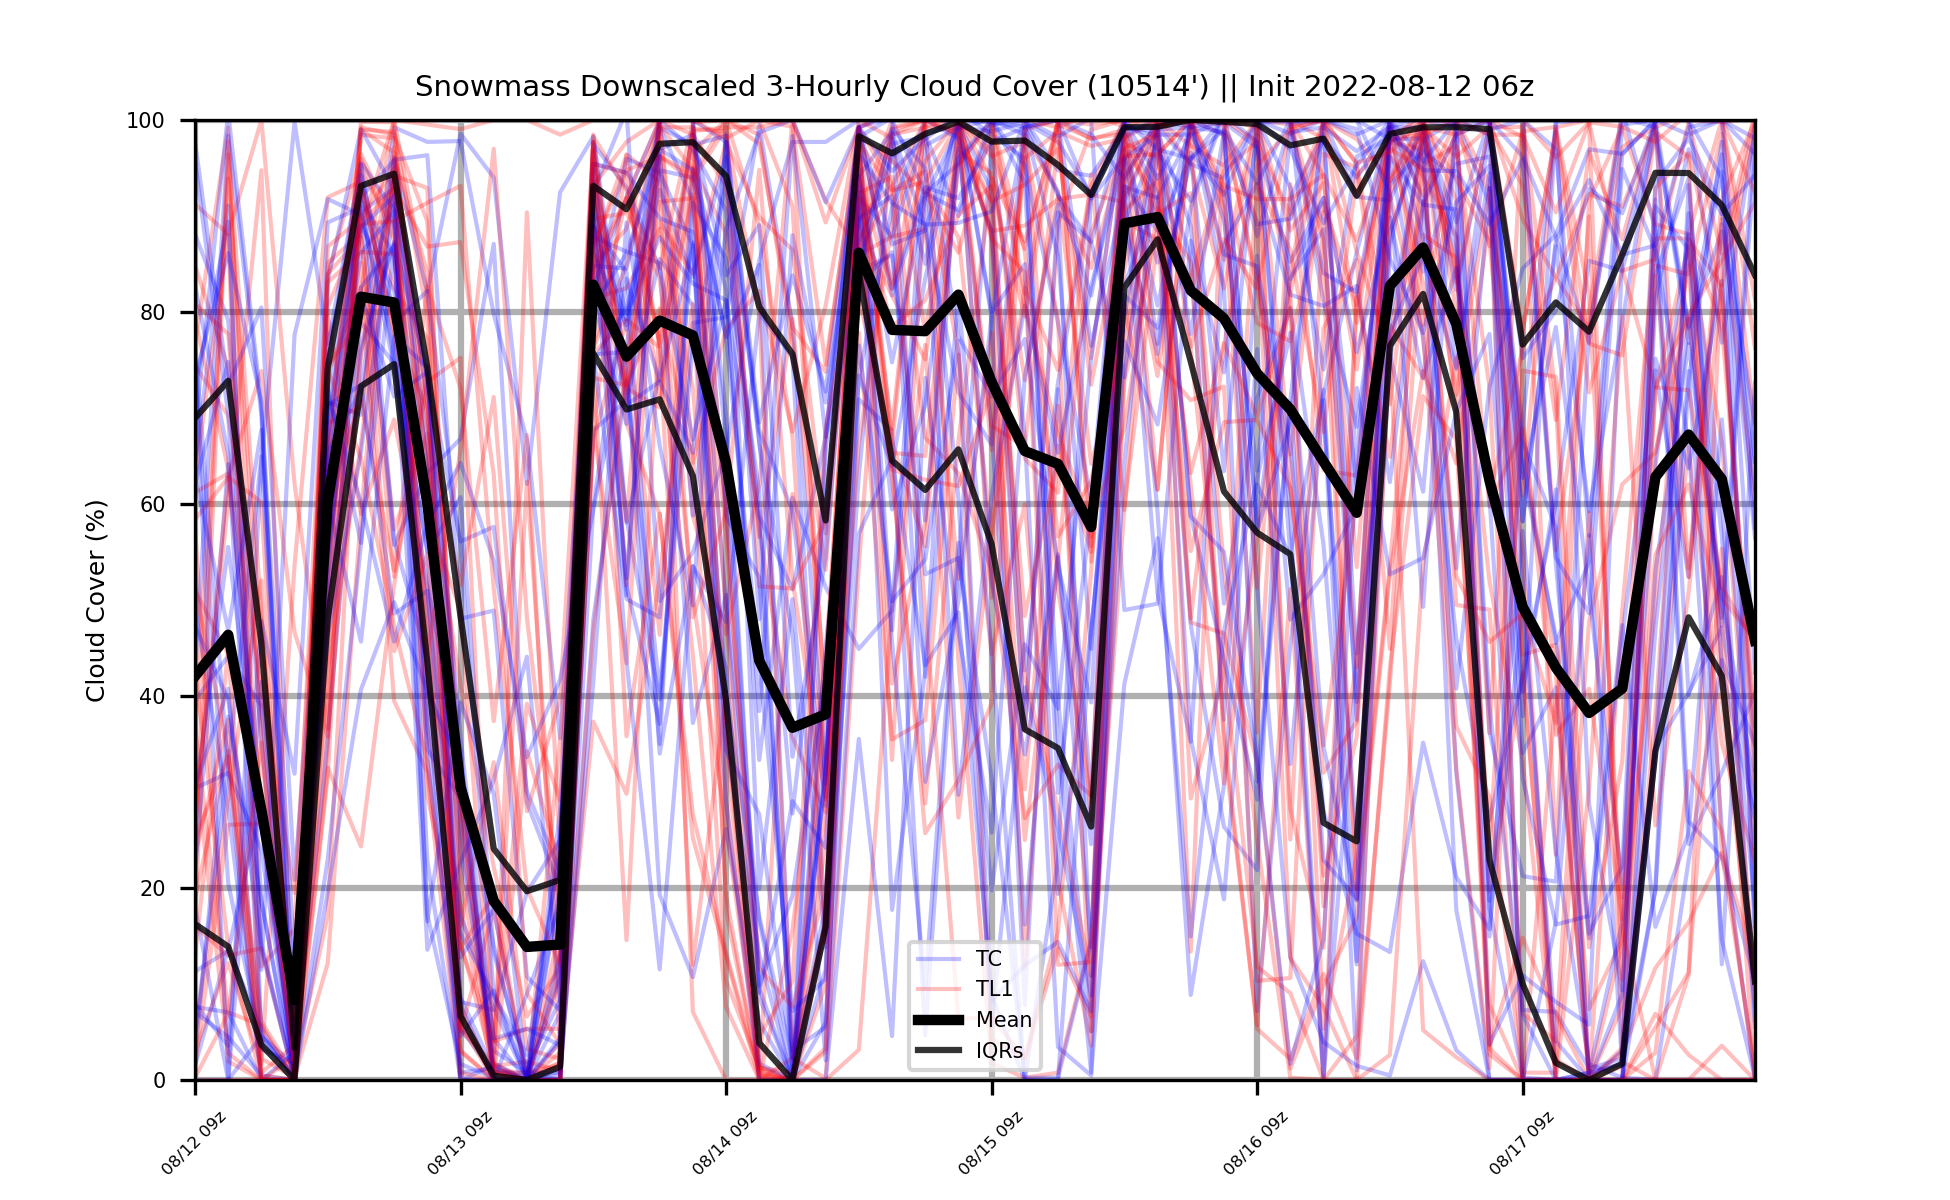 Snowmass Downscaled 3-Hourly Cloud Cover (10514') || Init 2022-08-12 06z
Cloud Cover (%)
100
80
60
40
20
0
TC
TL1
Mean
IQRs
08/12 09z
08/13 09z
08/14 09z
08/15 09z
08/16 09z
08/17 09z